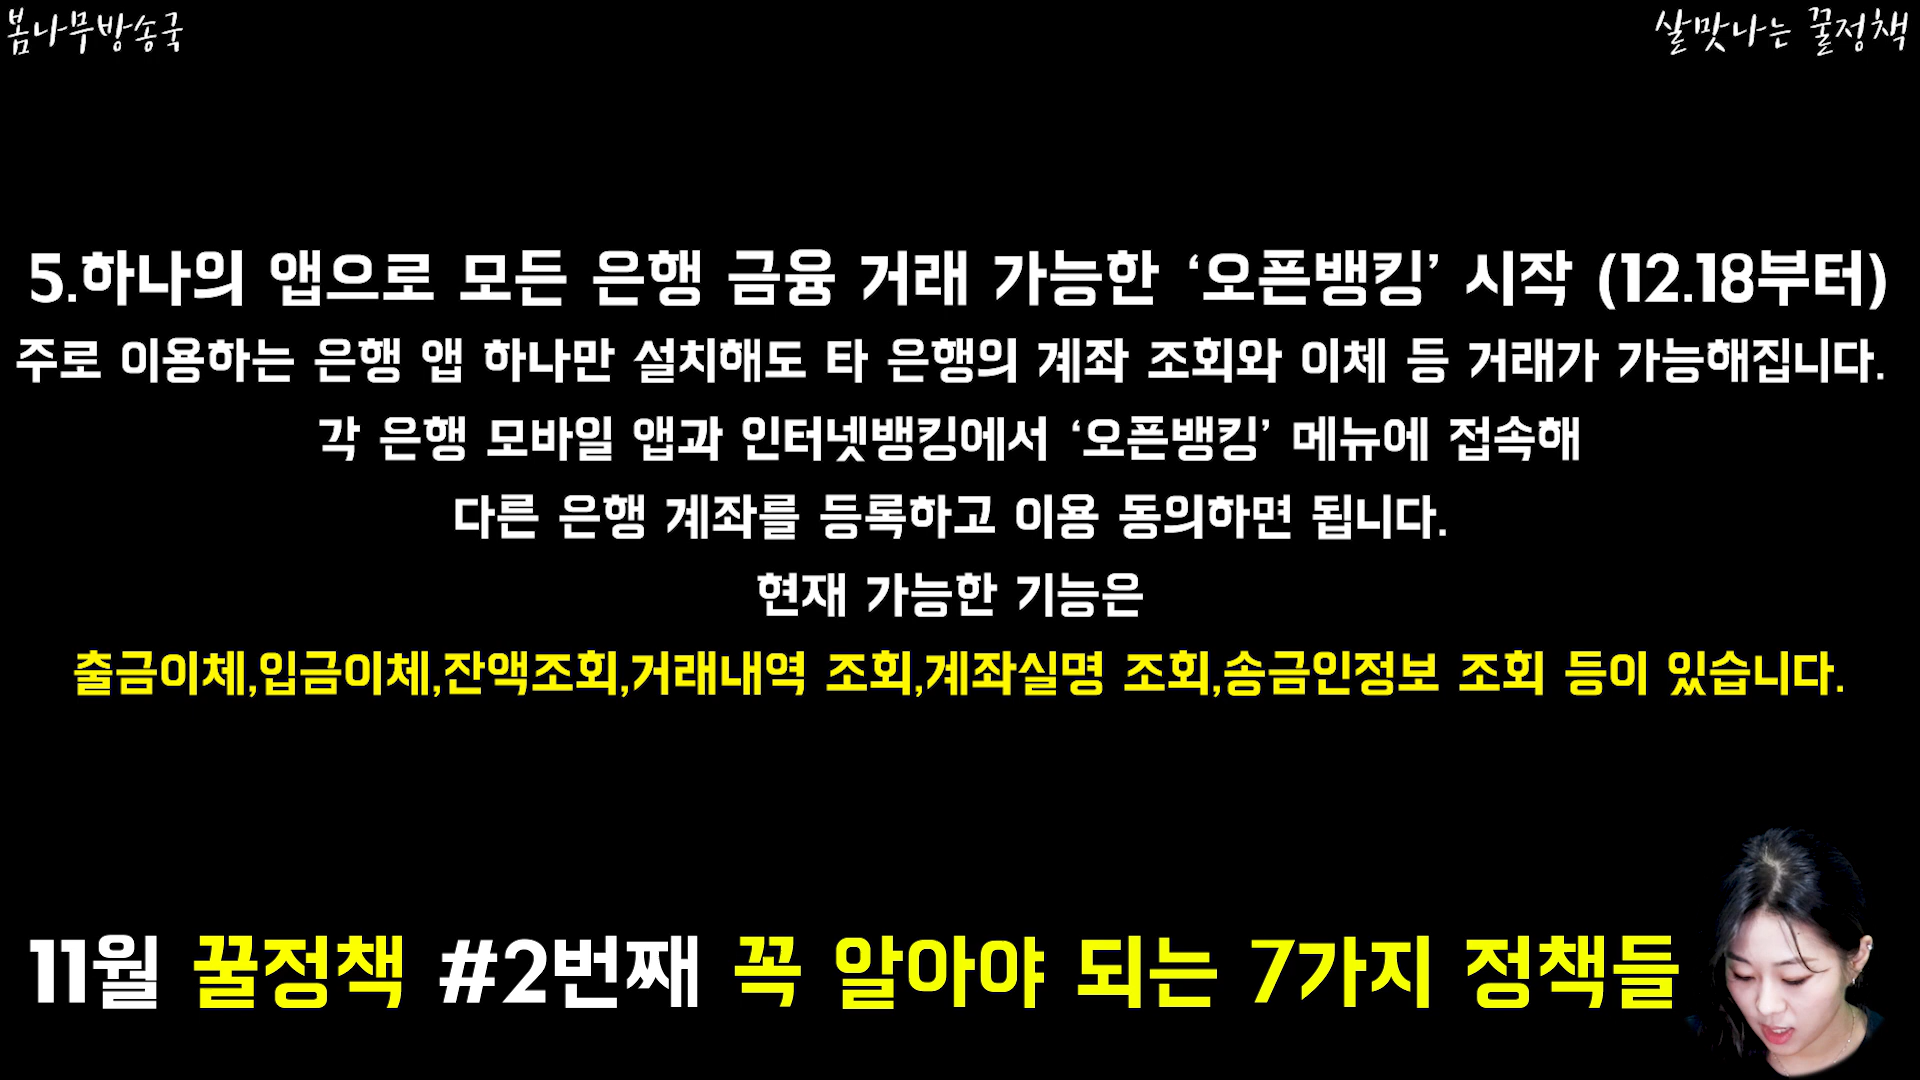 봄나무방송국
살맛나는 꿀정책
5.하나의 앱으로 모든 은행 금융 거래 가능한 ‘오픈뱅킹’ 시작 (12.18부터)
주로 이용하는 은행 앱 하나만 설치해도 타 은행의 계좌 조회와 이체 등 거래가 가능해집니다.
각 은행 모바일 앱과 인터넷뱅킹에서 ‘오픈뱅킹’ 메뉴에 접속해
다른 은행 계좌를 등록하고 이용 동의하면 됩니다.
현재 가능한 기능은
출금이체,입금이체,잔액조회,거래내역 조회,계좌실명 조회,송금인정보 조회 등이 있습니다.
11월 꿀정책 #2번째 꼭 알아야 되는 7가지 정책들